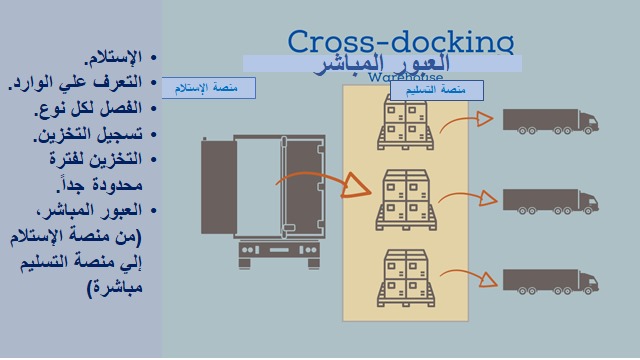 Cross-docking
العبور المباشر
Warehouse
منصة الإستلام
منصة التسليم
• الإستلام.
• التعرف علي الوارد.
• الفصل لكل نوع.
• تسجيل التخزين.
• التخزين لفترة
محدودة جداً.
• العبور المباشر،
(من منصة الإستلام
إلي منصة التسليم
مباشرة)